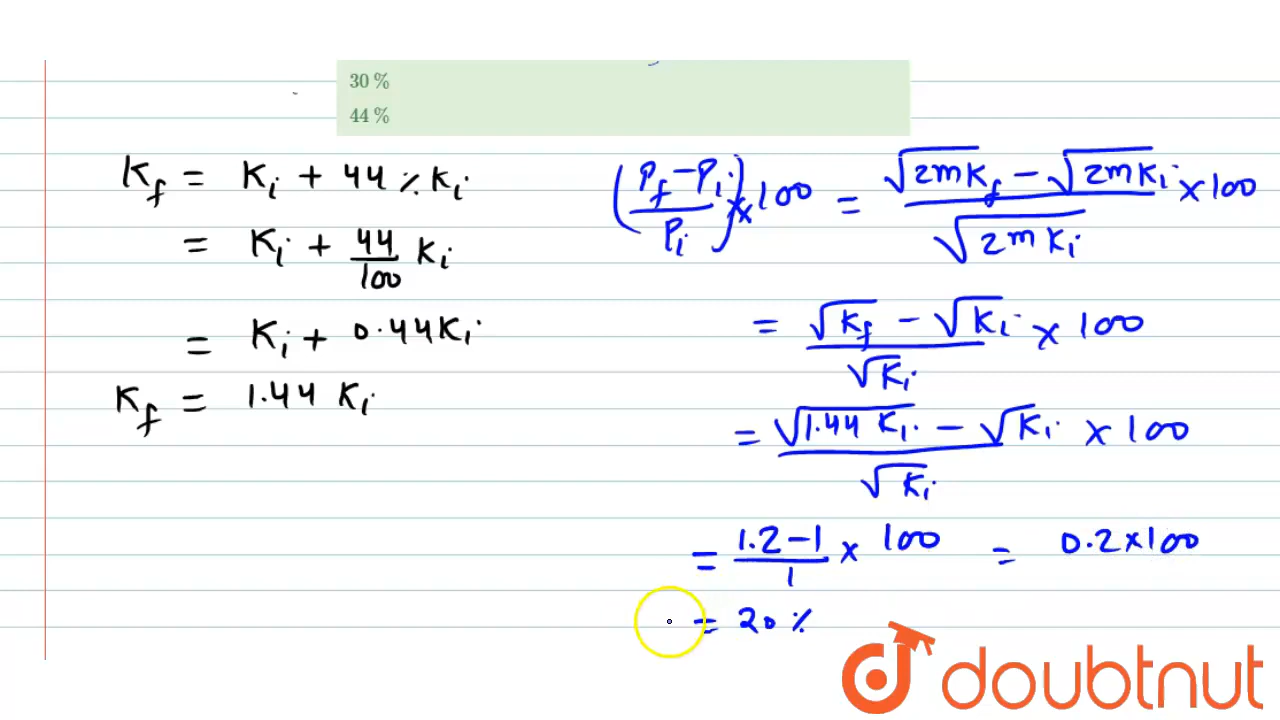 30 %
44 %
K_f = K_i + 44 % K_i
= K_i + 44/100 K_i
= K_i + 0.44 K_i
K_f = 1.44 K_i
((P_f - P_i)/P_i) × 100 = (√(2mK_f) - √(2mK_i))/√(2mK_i) × 100
= (√K_f - √K_i)/√K_i × 100
= (√(1.44 K_i) - √K_i)/√K_i × 100
= (1.2 - 1)/1 × 100 = 0.2 × 100
= 20 %
doubtnut